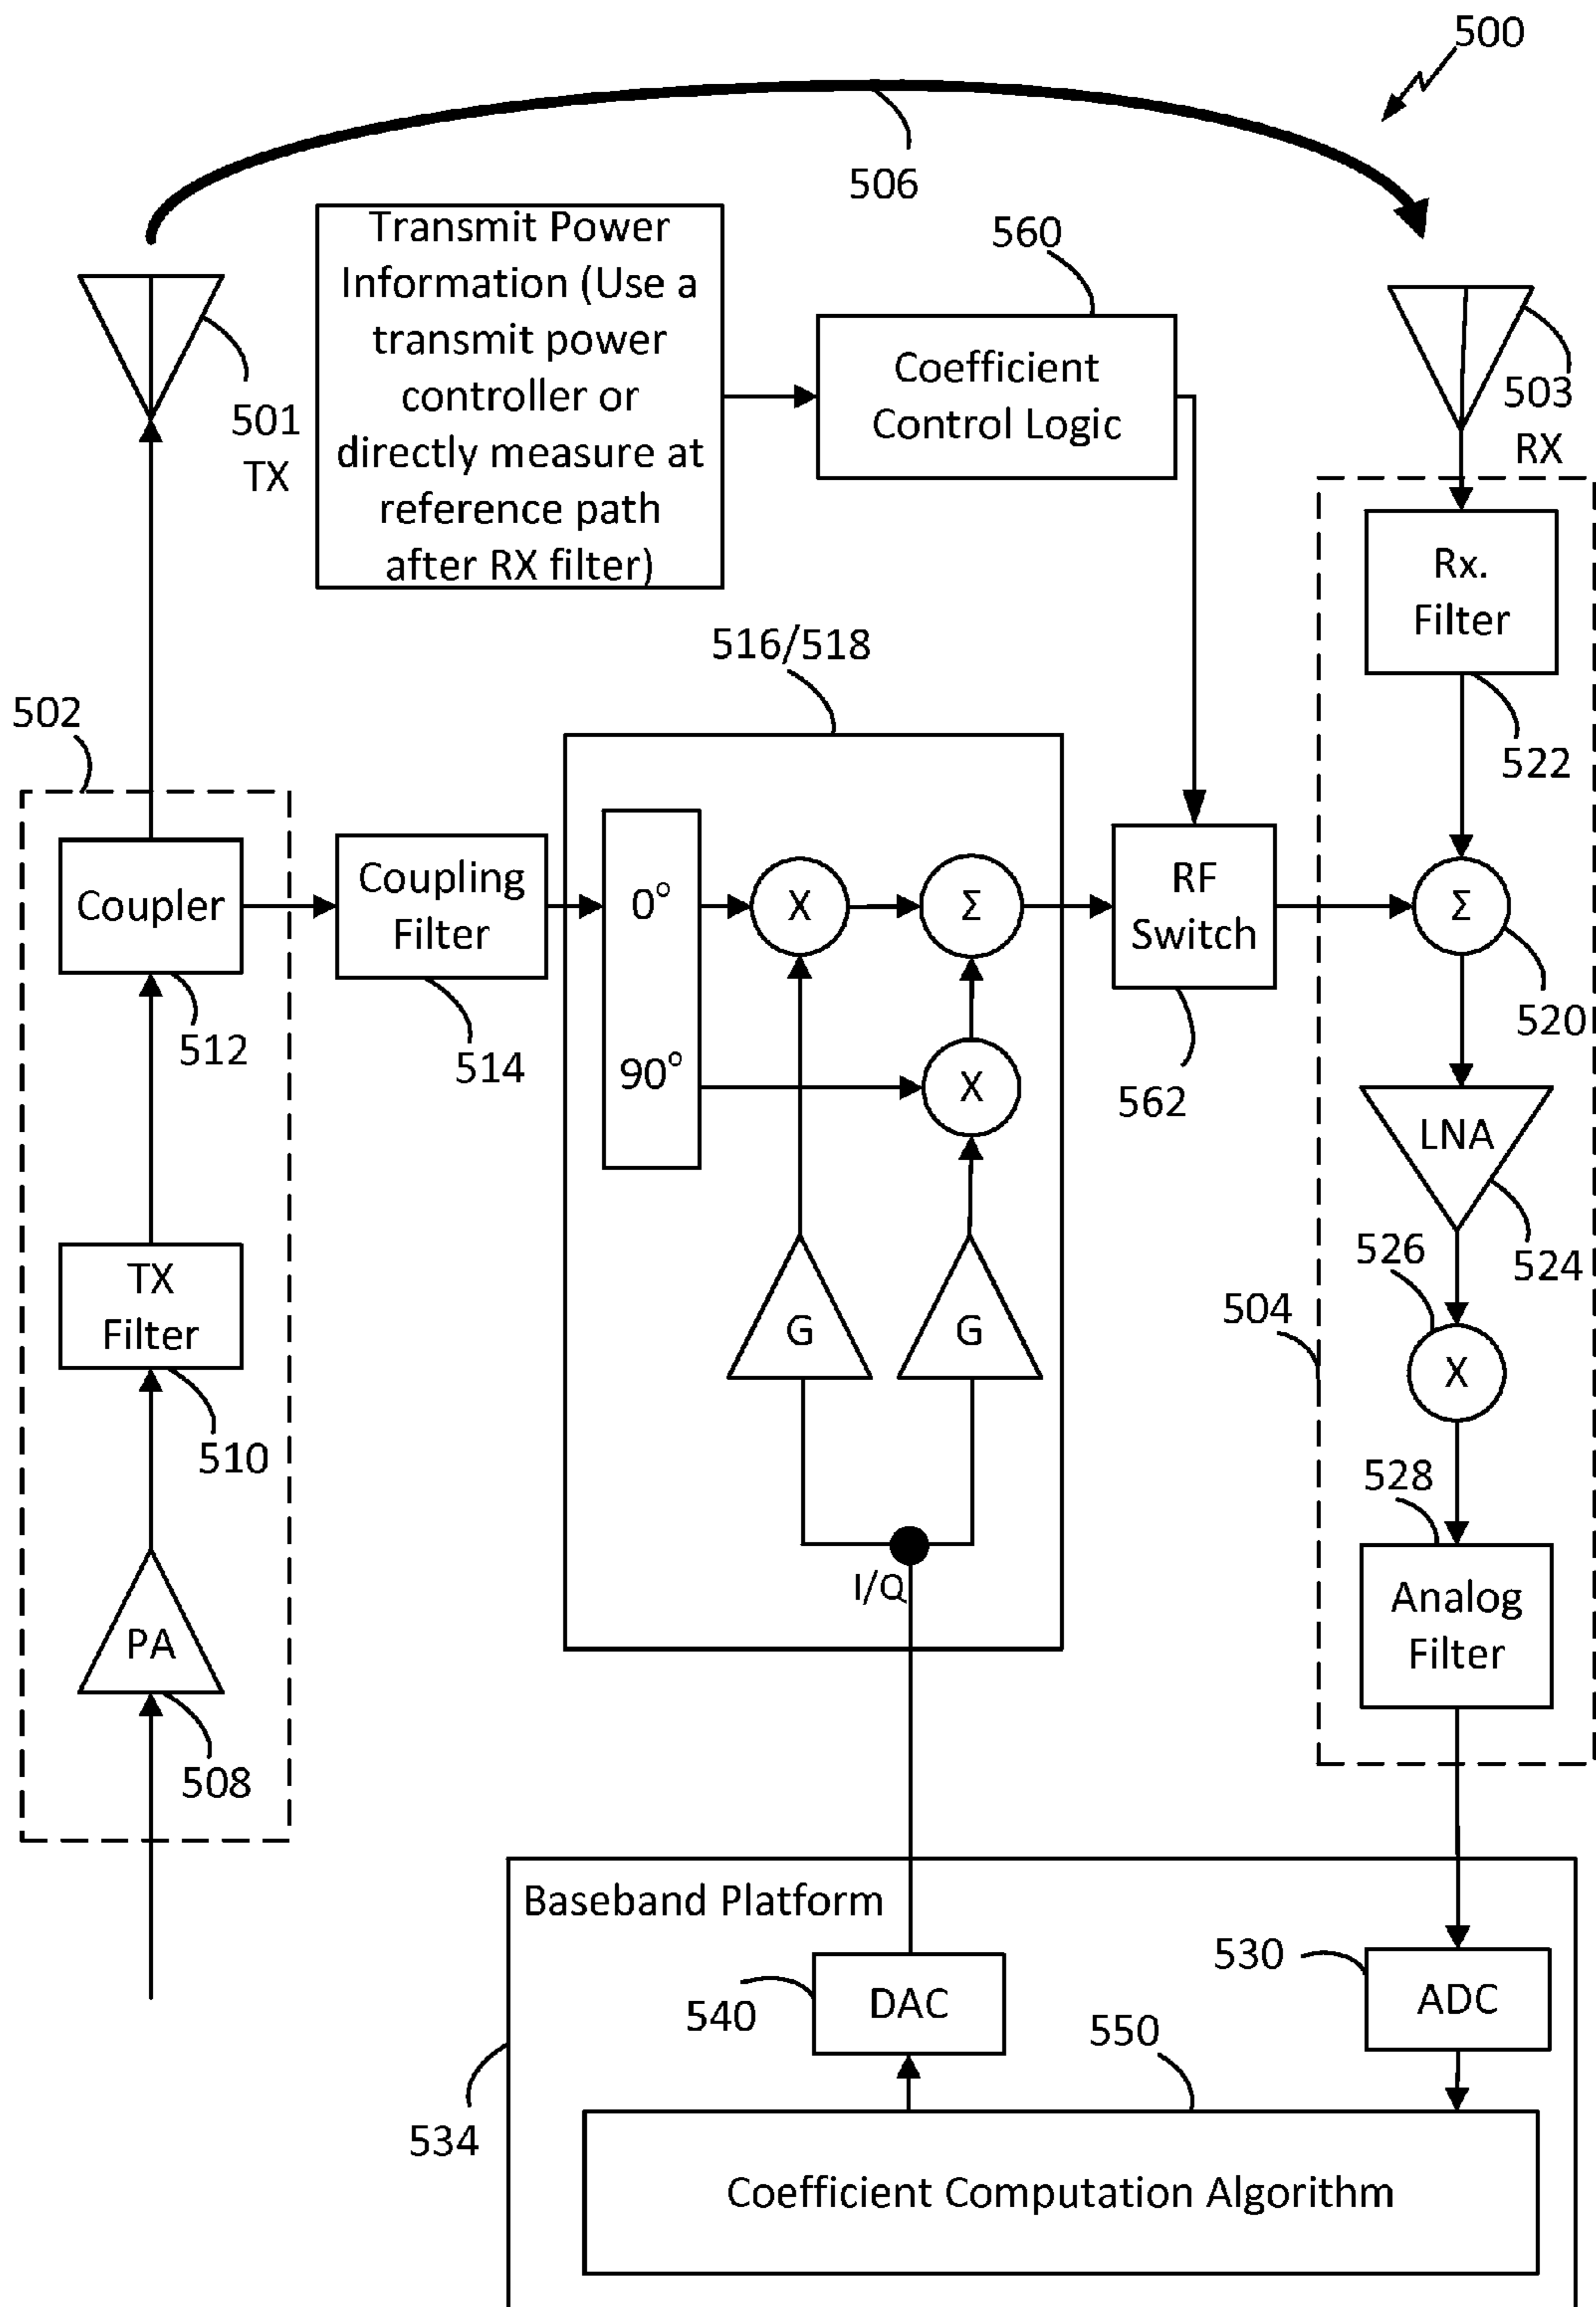 500
506
Transmit Power
Information (Use a
transmit power
controller or
directly measure at
reference path
after RX filter)
560
Coefficient
Control Logic
501
TX
503
RX
Rx.
Filter
522
516/518
502
Coupler
512
Coupling
Filter
514
0°
90°
X
Σ
X
G
G
I/Q
RF
Switch
562
Σ
520
LNA
524
526
X
504
528
Analog
Filter
TX
Filter
510
PA
508
Baseband Platform
534
540
DAC
530
ADC
550
Coefficient Computation Algorithm